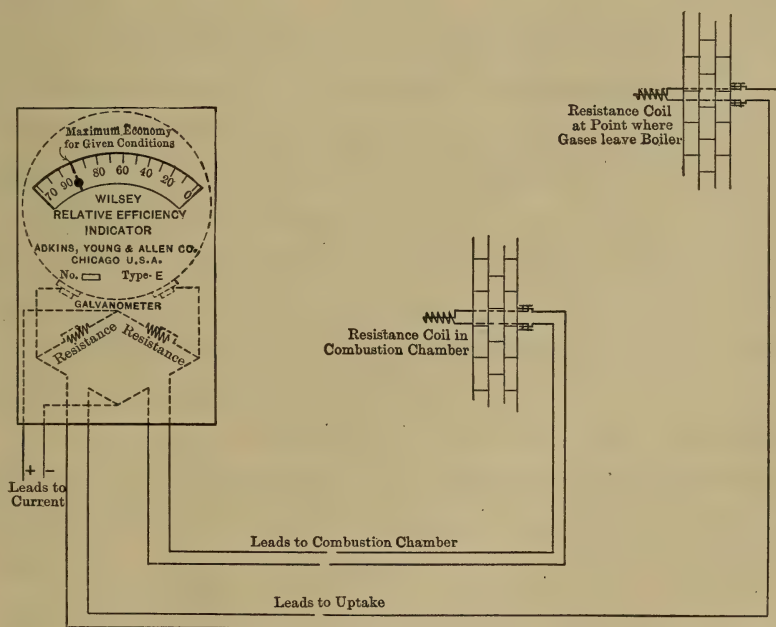 Maximum Economy
for Given Conditions
70 90 80 60 40 20 0
WILSEY
RELATIVE EFFICIENCY
INDICATOR
ADKINS, YOUNG & ALLEN CO.
CHICAGO U.S.A.
No. Type-E
GALVANOMETER
Resistance Resistance
+ -
Leads to
Current
Resistance Coil
at Point where
Gases leave Boiler
Resistance Coil in
Combustion Chamber
Leads to Combustion Chamber
Leads to Uptake